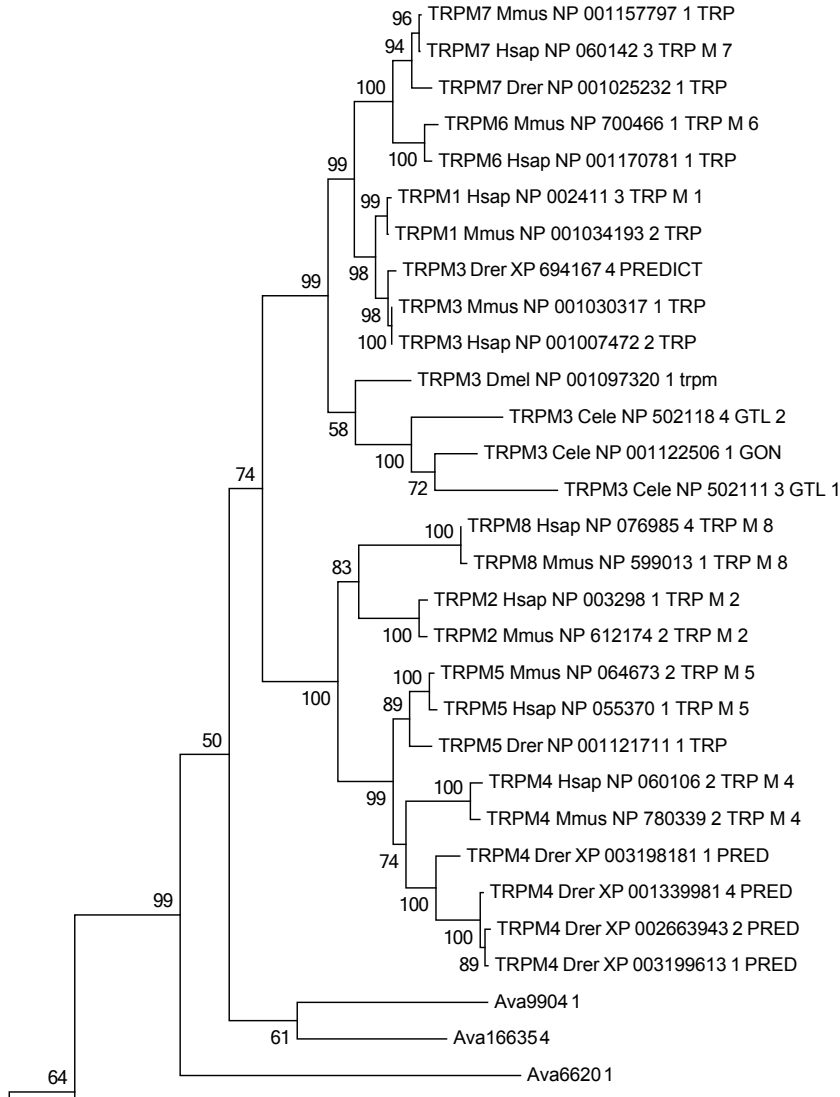 96
TRPM7 Mmus NP 001157797 1 TRP
94
TRPM7 Hsap NP 060142 3 TRP M 7
100
TRPM7 Drer NP 001025232 1 TRP
TRPM6 Mmus NP 700466 1 TRP M 6
100
TRPM6 Hsap NP 001170781 1 TRP
99
99
TRPM1 Hsap NP 002411 3 TRP M 1
TRPM1 Mmus NP 001034193 2 TRP
98
TRPM3 Drer XP 694167 4 PREDICT
99
98
TRPM3 Mmus NP 001030317 1 TRP
100
TRPM3 Hsap NP 001007472 2 TRP
TRPM3 Dmel NP 001097320 1 trpm
58
TRPM3 Cele NP 502118 4 GTL 2
100
TRPM3 Cele NP 001122506 1 GON
74
72
TRPM3 Cele NP 502111 3 GTL 1
100
TRPM8 Hsap NP 076985 4 TRP M 8
83
TRPM8 Mmus NP 599013 1 TRP M 8
TRPM2 Hsap NP 003298 1 TRP M 2
100
TRPM2 Mmus NP 612174 2 TRP M 2
100
100
TRPM5 Mmus NP 064673 2 TRP M 5
89
TRPM5 Hsap NP 055370 1 TRP M 5
TRPM5 Drer NP 001121711 1 TRP
50
99
100
TRPM4 Hsap NP 060106 2 TRP M 4
TRPM4 Mmus NP 780339 2 TRP M 4
74
TRPM4 Drer XP 003198181 1 PRED
100
TRPM4 Drer XP 001339981 4 PRED
99
100
TRPM4 Drer XP 002663943 2 PRED
89
TRPM4 Drer XP 003199613 1 PRED
Ava9904 1
61
Ava16635 4
64
Ava6620 1